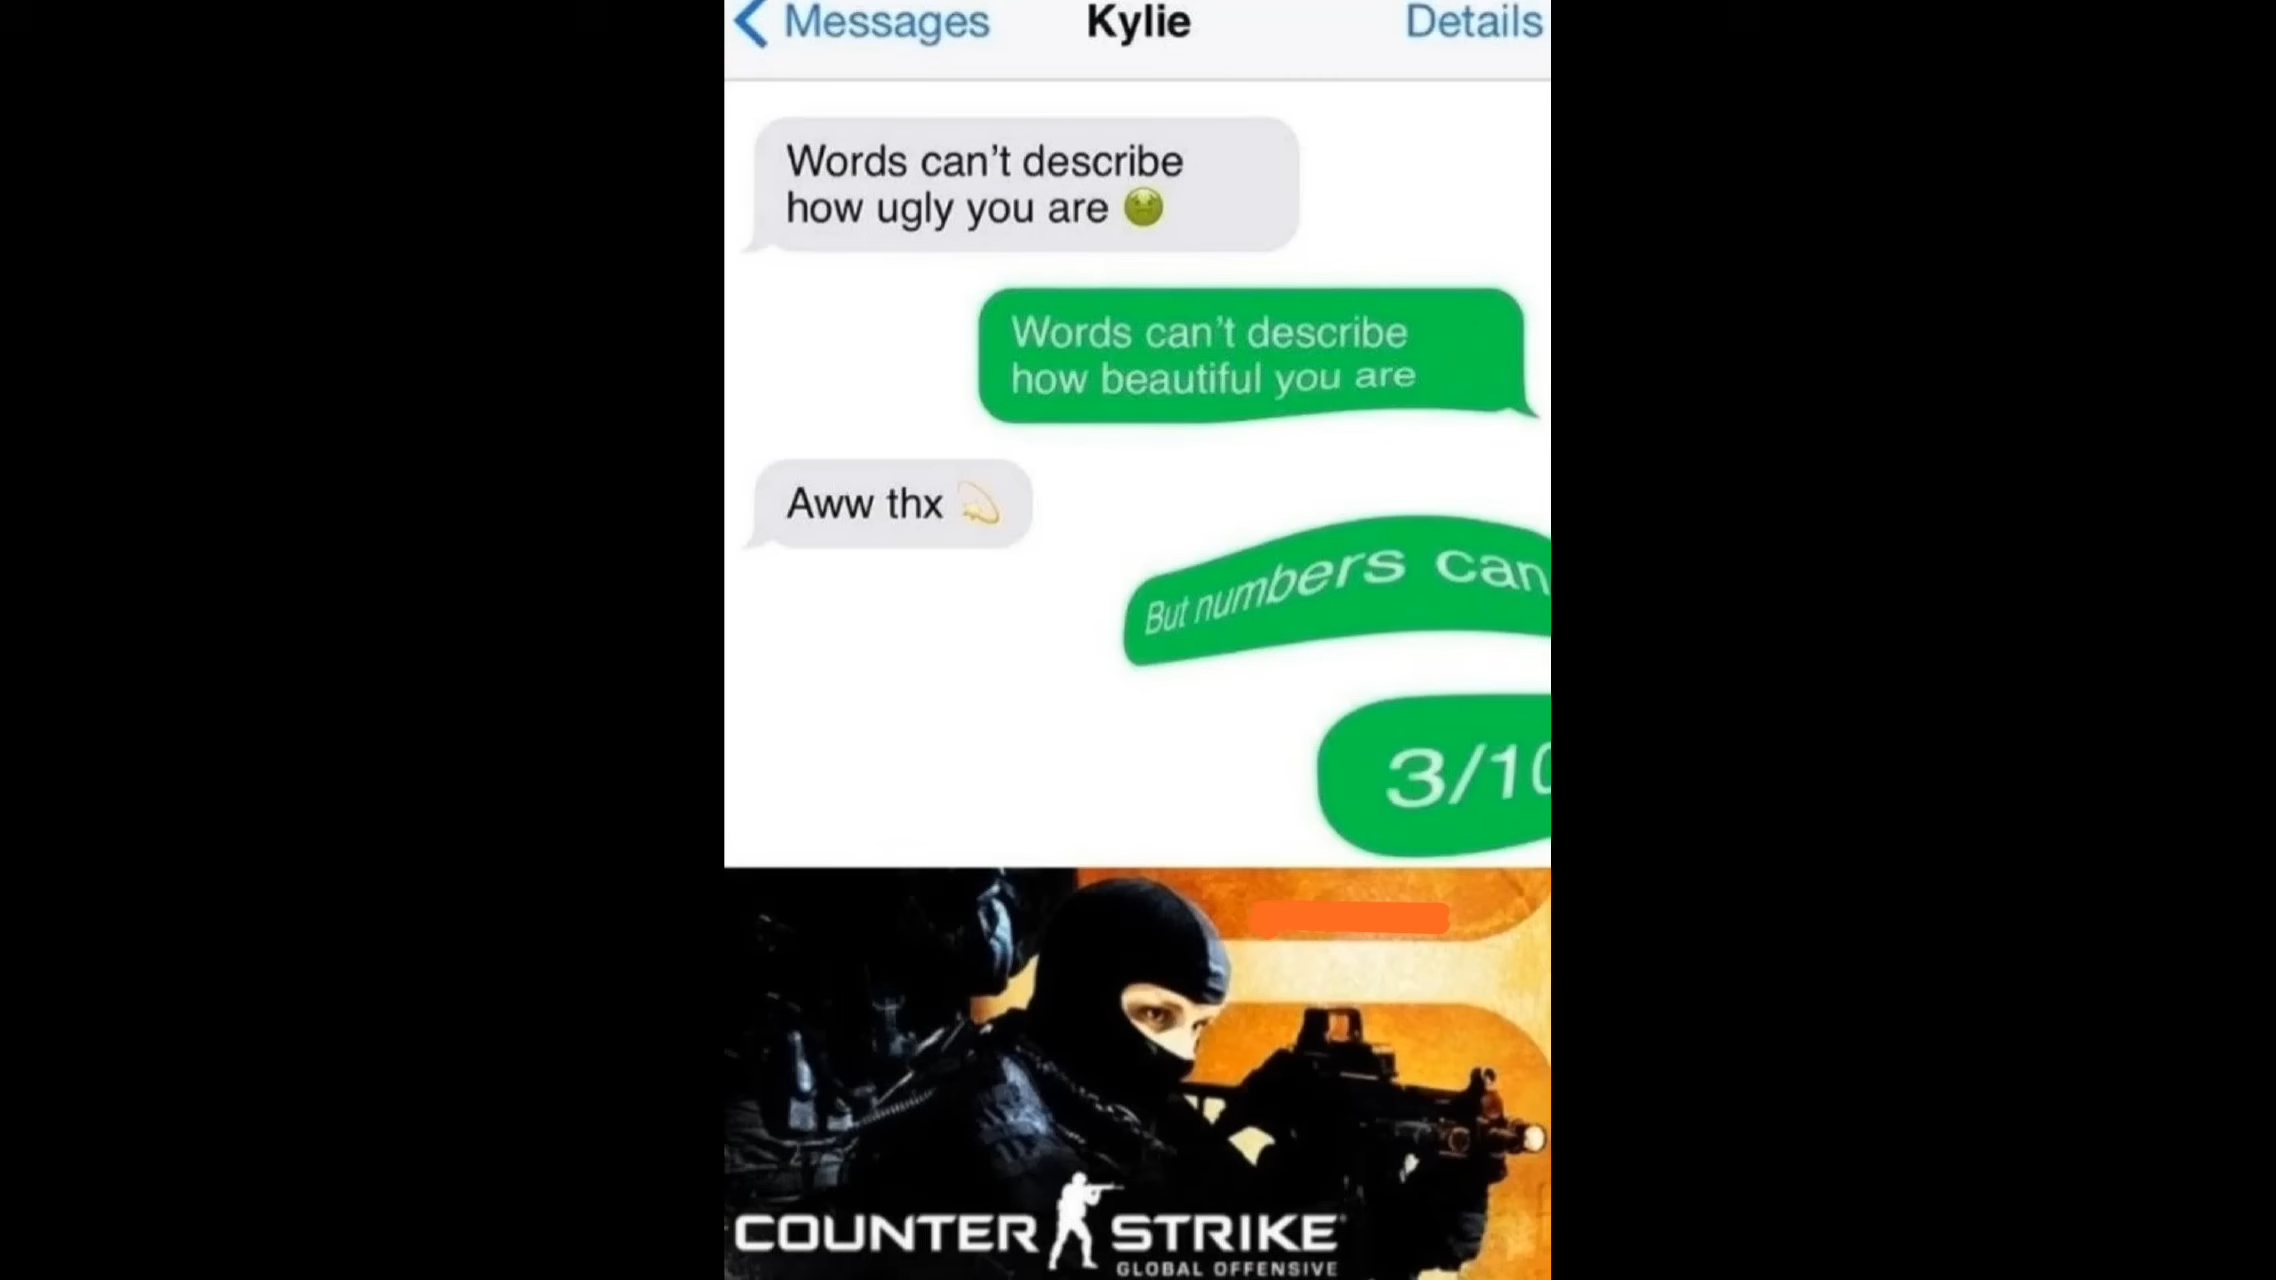 Messages Kylie Details
Words can't describe
how ugly you are 🤢
Words can't describe
how beautiful you are
Aww thx 💫
But numbers can
3/10
COUNTER STRIKE
GLOBAL OFFENSIVE